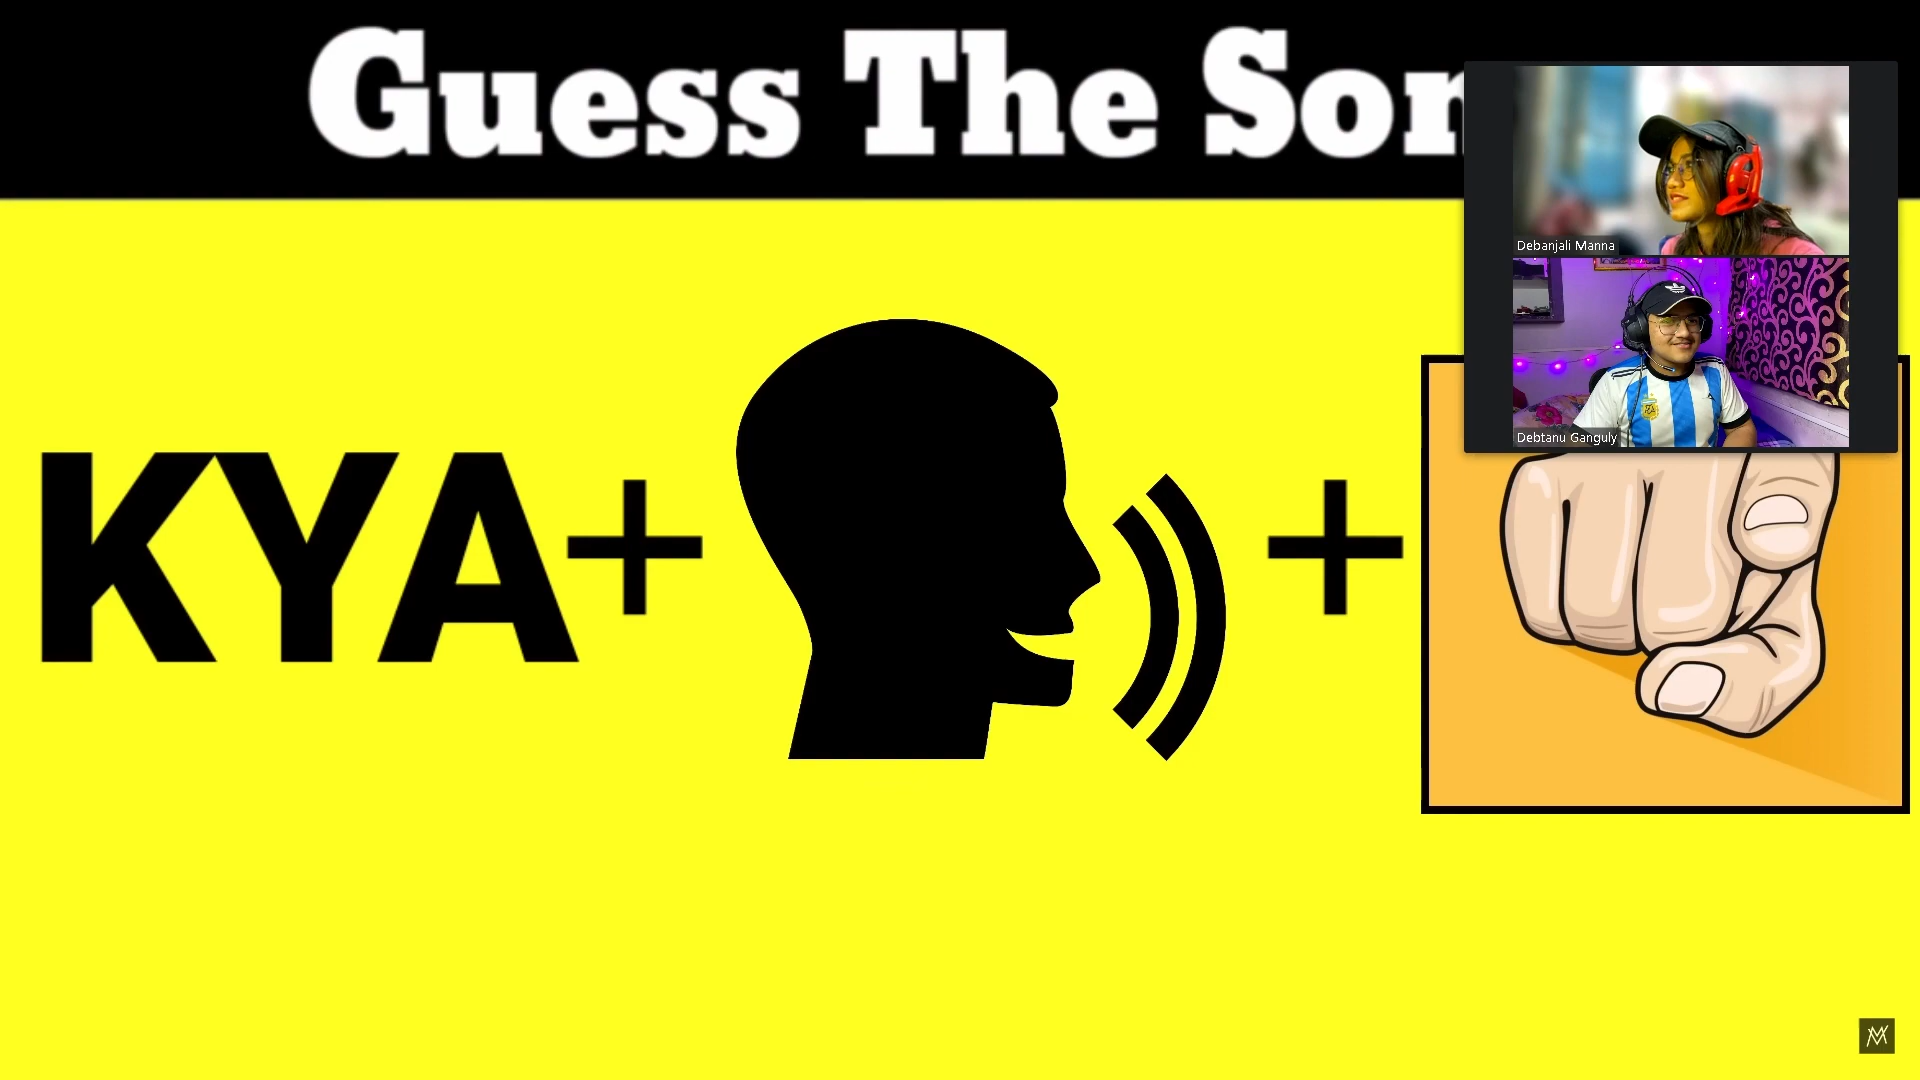 Guess The Son
Debanjali Manna
Debtanu Ganguly
KYA+
+